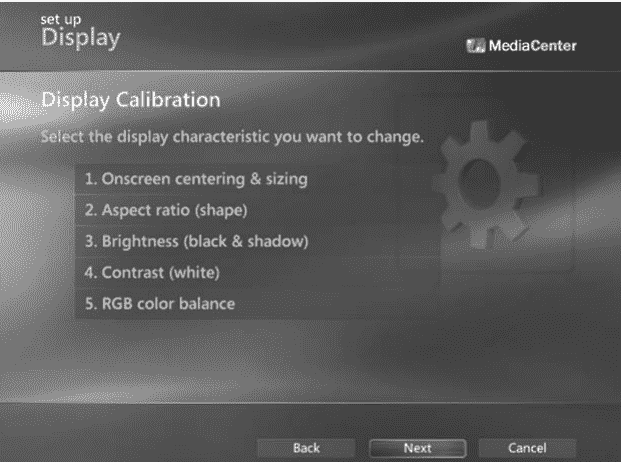 set up
Display
MediaCenter
Display Calibration
Select the display characteristic you want to change.
1. Onscreen centering & sizing
2. Aspect ratio (shape)
3. Brightness (black & shadow)
4. Contrast (white)
5. RGB color balance
Back Next Cancel